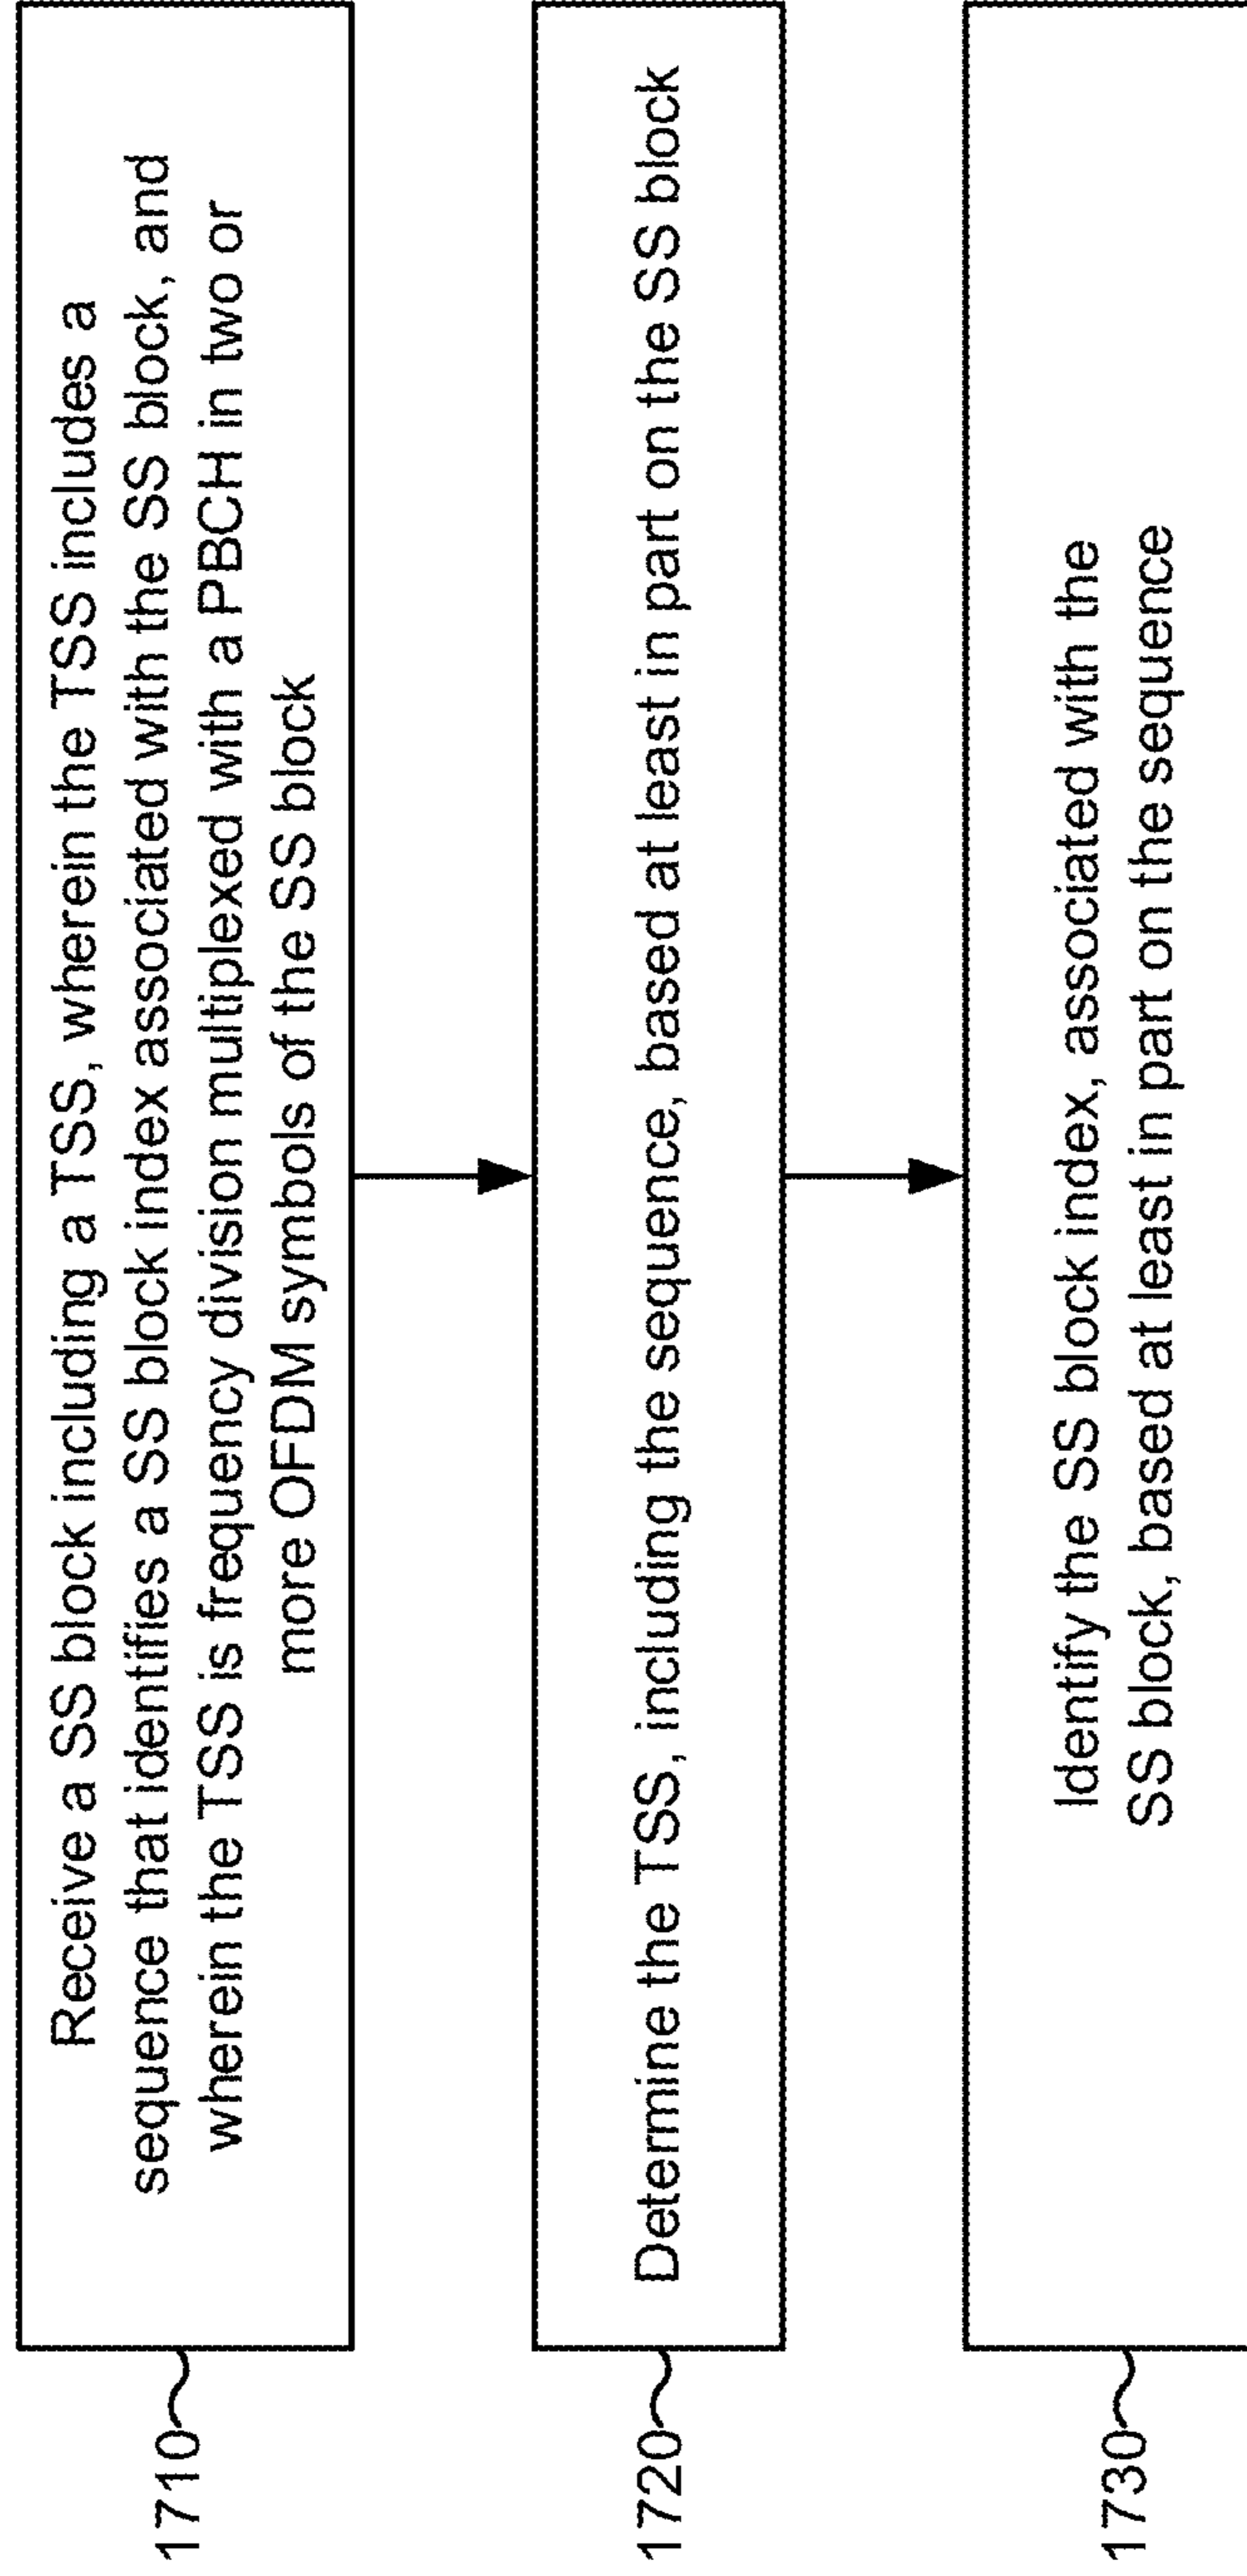 1710
Receive a SS block including a TSS, wherein the TSS includes a
sequence that identifies a SS block index associated with the SS block, and
wherein the TSS is frequency division multiplexed with a PBCH in two or
more OFDM symbols of the SS block
1720
Determine the TSS, including the sequence, based at least in part on the SS block
1730
Identify the SS block index, associated with the
SS block, based at least in part on the sequence